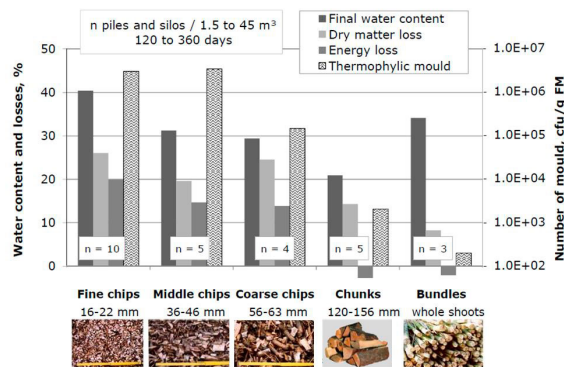 n piles and silos / 1.5 to 45 m³
120 to 360 days
Final water content
Dry matter loss
Energy loss
Thermophylic mould
Water content and losses, %
50
40
30
20
10
0
Number of mould, cfu/g FM
1.0E+07
1.0E+06
1.0E+05
1.0E+04
1.0E+03
1.0E+02
n = 10
n = 5
n = 4
n = 5
n = 3
Fine chips
16-22 mm
Middle chips
36-46 mm
Coarse chips
56-63 mm
Chunks
120-156 mm
Bundles
whole shoots